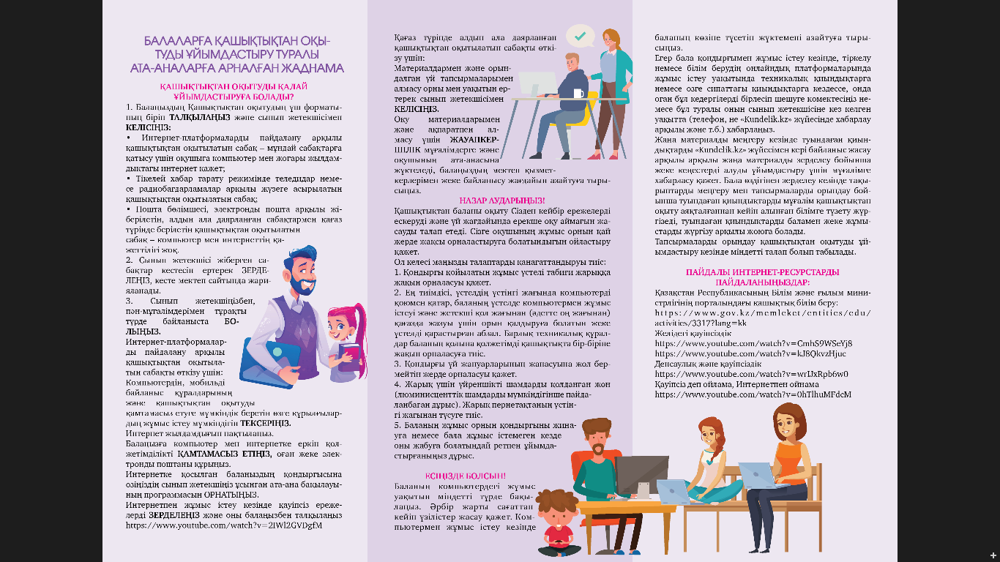 БАЛАЛАРҒА ҚАШЫҚТЫҚТАН ОҚЫ-
ТУДЫ ҰЙЫМДАСТЫРУ ТУРАЛЫ
АТА-АНАЛАРҒА АРНАЛҒАН ЖАДНАМА
ҚАШЫҚТЫҚТАН ОҚЫТУДЫ ҚАЛАЙ
ҰЙЫМДАСТЫРУҒА БОЛАДЫ?
1. Балаңыздың Қашықтықтан оқытудың үш форматы-
ның бірін ТАЛҚЫЛАҢЫЗ және сынып жетекшісімен
КЕЛІСІҢІЗ:
• Интернет-платформаларды пайдалану арқылы
қашықтықтан оқытылатын сабақ – мұндай сабақтарға
қатысу үшін оқушыға компьютер мен жоғары жылдам-
дықтағы интернет қажет;
• Тікелей хабар тарату режимінде теледидар неме-
се радиобағдарламалар арқылы жүзеге асырылатын
қашықтықтан оқытылатын сабақ;
• Пошта бөлімшесі, электронды пошта арқылы жі-
берілетін, алдын ала даярланған сабақтармен қағаз
түрінде берілетін қашықтықтан оқытылатын
сабақ – компьютер мен интернеттің қа-
жеттілігі жоқ.
2. Сынып жетекшісі жіберген са-
бақтар кестесін ертерек ЗЕРДЕ-
ЛЕҢІЗ, кесте мектеп сайтында жари-
яланады.
3. Сынып жетекшіңізбен,
пән-мұғалімдерімен тұрақты
түрде байланыста БО-
ЛЫҢЫЗ.
Интернет-платформалар-
ды пайдалану арқылы
қашықтықтан оқытыла-
тын сабақты өткізу үшін:
Компьютердің, мобильді
байланыс құралдарының
және қашықтықтан оқытуды
қамтамасыз етуге мүмкіндік беретін өзге құрылғылар-
дың жұмыс істеу мүмкіндігін ТЕКСЕРІҢІЗ.
Интернет жылдамдығын нақтылаңыз.
Балаңызға компьютер мен интернетке еркін қол-
жетімділікті ҚАМТАМАСЫЗ ЕТІҢІЗ, оған жеке элек-
тронды поштаны құрыңыз.
Интернетке қосылған балаңыздың қондырғысына
өзіңіздің сынып жетекшіңіз ұсынған ата-ана бақылауы-
ның программасын ОРНАТЫҢЫЗ.
Интернетпен жұмыс істеу кезінде қауіпсіз ереже-
лерді ЗЕРДЕЛЕҢІЗ және оны балаңызбен талқылаңыз
https://www.youtube.com/watch?v=2IWl2GVDgfM
Қағаз түрінде алдын ала даярланған
қашықтықтан оқытылатын сабақты өткі-
зу үшін:
Материалдармен және орын-
далған үй тапсырмаларымен
алмасу орны мен уақытын ер-
терек сынып жетекшісімен
КЕЛІСІҢІЗ.
Оқу материалдарымен
және ақпаратпен ал-
масу үшін ЖАУАПКЕР-
ШІЛІК мұғалімдерге және
оқушының ата-анасына
жүктеледі, балаңыздың мектеп қызмет-
керлерімен жеке байланысу жағдайын азайтуға тыры-
сыңыз.
НАЗАР АУДАРЫҢЫЗ!
Қашықтықтан баланы оқыту Сізден кейбір ережелерді
ескеруді және үй жағдайында ерекше оқу аймағын жа-
сауды талап етеді. Сізге оқушының жұмыс орнын қай
жерде жақсы орналастыруға болатындығын ойластыру
қажет.
Ол келесі маңызды талаптарды қанағаттандыруы тиіс:
1. Қондырғы қойылатын жұмыс үстелі табиғи жарыққа
жақын орналасуы қажет.
2. Ең тиімдісі, үстелдің үстіңгі жағында компьютерді
қоюмен қатар, баланың үстелде компьютермен жұмыс
істеуі және жетекші қол жағынан (әдетте оң жағынан)
қағазда жазуы үшін орын қалдыруға болатын жеке
үстелді қарастырған абзал. Барлық техникалық құрал-
дар баланың қолына қолжетімді қашықтықта бір-біріне
жақын орналасуға тиіс.
3. Қондырғы үй жануарларының жанасуына жол бер-
мейтін жерде орналасуы қажет.
4. Жарық үшін үйреншікті шамдарды қолданған жөн
(люминисценттік шамдарды мүмкіндігінше пайда-
ланбаған дұрыс). Жарық пернетақтаның үстін-
гі жағынан түсуге тиіс.
5. Баланың жұмыс орнын қондырғыны жина-
уға немесе бала жұмыс істемеген кезде
оны жабуға болатындай ретпен ұйымда-
стырғаныңыз дұрыс.
ЕСІҢІЗДЕ БОЛСЫН!
Баланың компьютердегі жұмыс
уақытын міндетті түрде бақы-
лаңыз. Әрбір жарты сағаттан
кейін үзілістер жасау қажет. Ком-
пьютермен жұмыс істеу кезінде
баланың көзіне түсетін жүктемені азайтуға тыры-
сыңыз.
Егер бала қондырғымен жұмыс істеу кезінде, тіркелу
немесе білім берудің онлайндық платформаларында
жұмыс істеу уақытында техникалық қиындықтарға
немесе өзге сипаттағы қиындықтарға кездессе, онда
оған бұл кедергілерді бірлесіп шешуге көмектесіңіз не-
месе бұл туралы оның сынып жетекшісіне кез келген
уақытта (телефон, не «Kundelik.kz» жүйесінде хабарлау
арқылы және т.б.) хабарлаңыз.
Жаңа материалды меңгеру кезінде туындаған қиын-
дықтарды «Kundelik.kz» жүйесімен кері байланыс жасау
арқылы арқылы жаңа материалды зерделеу бойынша
жеке кеңестерді алуды ұйымдастыру үшін мұғалімге
хабарласу қажет. Бала өздігінен зерделеу кезінде тақы-
рыптарды меңгеру мен тапсырмаларды орындау бой-
ынша туындаған қиындықтарды мұғалім қашықтықтан
оқыту аяқталғаннан кейін алынған білімге түзету жүр-
гізеді, туындаған қиындықтарды баламен жеке жұмы-
старды жүргізу арқылы жоюға болады.
Тапсырмаларды орындау қашықтықтан оқытуды ұй-
ымдастыру кезінде міндетті талап болып табылады.
ПАЙДАЛЫ ИНТЕРНЕТ-РЕСУРСТАРДЫ
ПАЙДАЛАНЫҢЫЗДАР:
Қазақстан Республикасының Білім және ғылым мини-
стрлігінің порталындағы қашықтық білім беру:
https://www.gov.kz/memleket/entities/edu/
activities/3317?lang=kk
Желідегі қауіпсіздік
https://www.youtube.com/watch?v=CmhS9WSeYj8
https://www.youtube.com/watch?v=kJ8QkvzHjuc
Денсаулық және қауіпсіздік
https://www.youtube.com/watch?v=wrIJxRpb6w0
Қауіпсіз деп ойлама, Интернетпен ойнама
https://www.youtube.com/watch?v=0hTlhuMFdcM